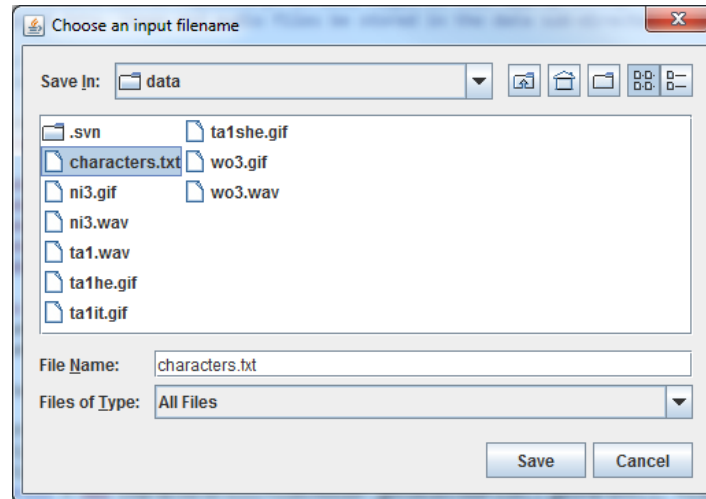 Choose an input filename
Save In: data
.svn
characters.txt
ni3.gif
ni3.wav
ta1.wav
ta1he.gif
ta1it.gif
ta1she.gif
wo3.gif
wo3.wav
File Name: characters.txt
Files of Type: All Files
Save Cancel